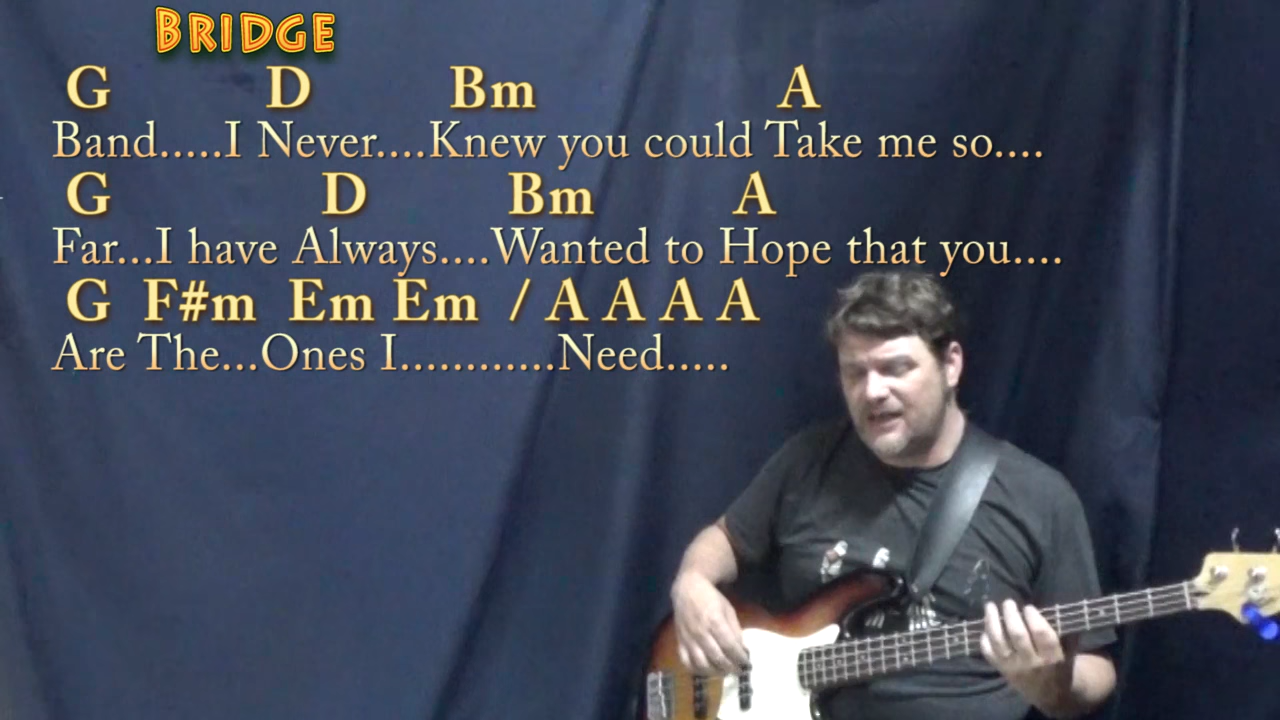 BRIDGE
G D Bm A
Band.....I Never....Knew you could Take me so....
G D Bm A
Far...I have Always....Wanted to Hope that you....
G F#m Em Em / A A A A
Are The...Ones I............Need.....